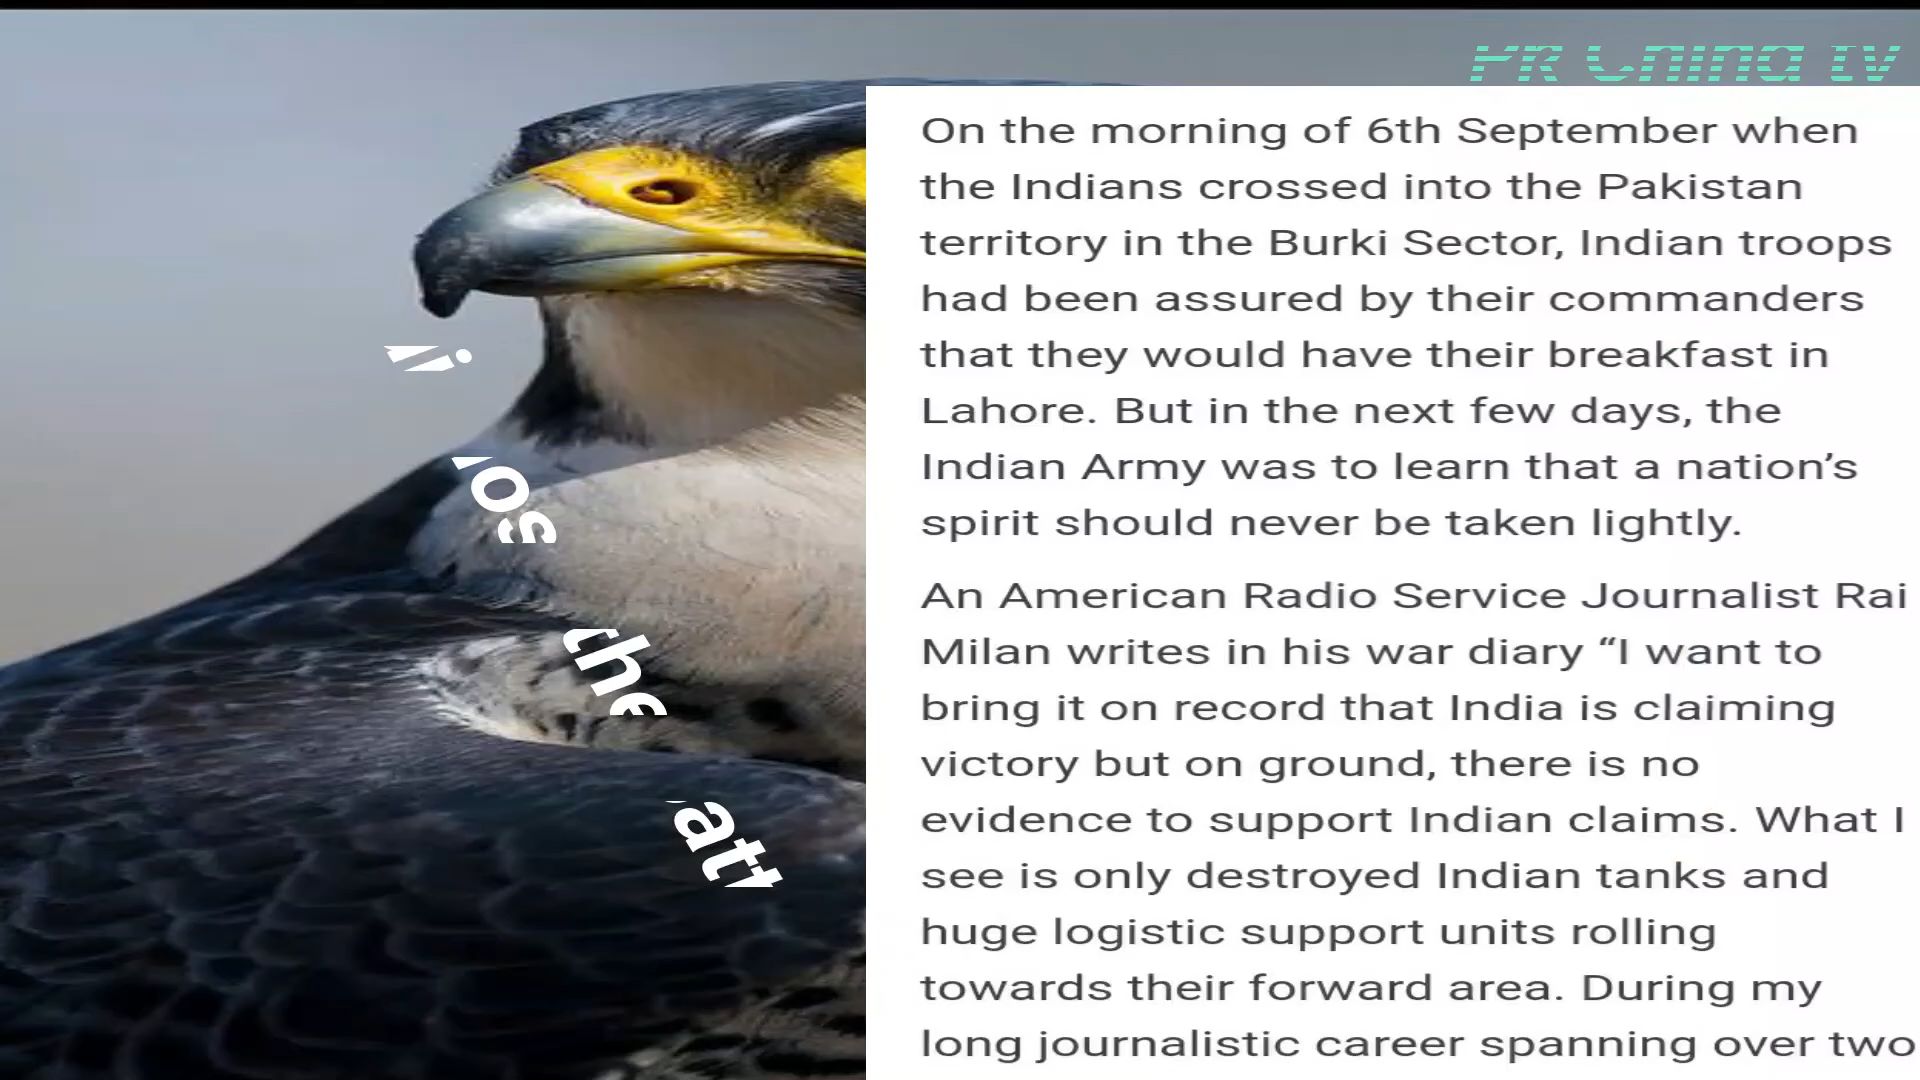 Pk China tv
On the morning of 6th September when
the Indians crossed into the Pakistan
territory in the Burki Sector, Indian troops
had been assured by their commanders
that they would have their breakfast in
Lahore. But in the next few days, the
Indian Army was to learn that a nation’s
spirit should never be taken lightly.
An American Radio Service Journalist Rai
Milan writes in his war diary “I want to
bring it on record that India is claiming
victory but on ground, there is no
evidence to support Indian claims. What I
see is only destroyed Indian tanks and
huge logistic support units rolling
towards their forward area. During my
long journalistic career spanning over two
the